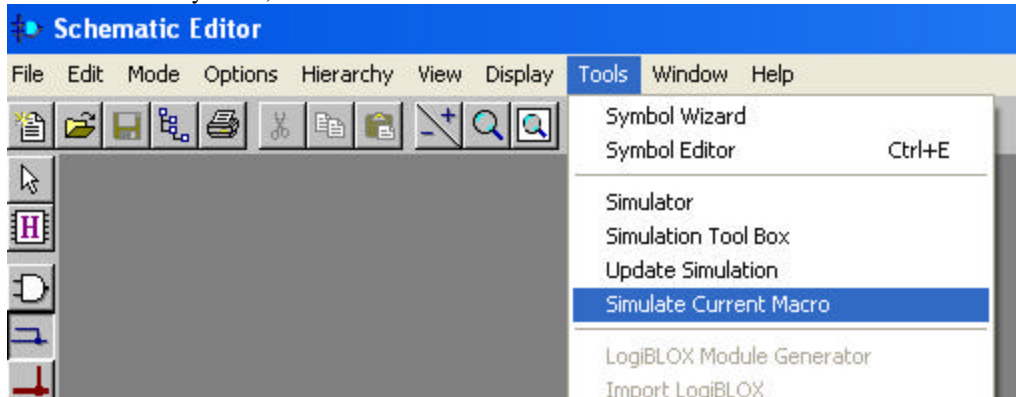 Schematic Editor
File Edit Mode Options Hierarchy View Display Tools Window Help
Symbol Wizard
Symbol Editor Ctrl+E
Simulator
Simulation Tool Box
Update Simulation
Simulate Current Macro
LogiBLOX Module Generator
Import LogiBLOX
H